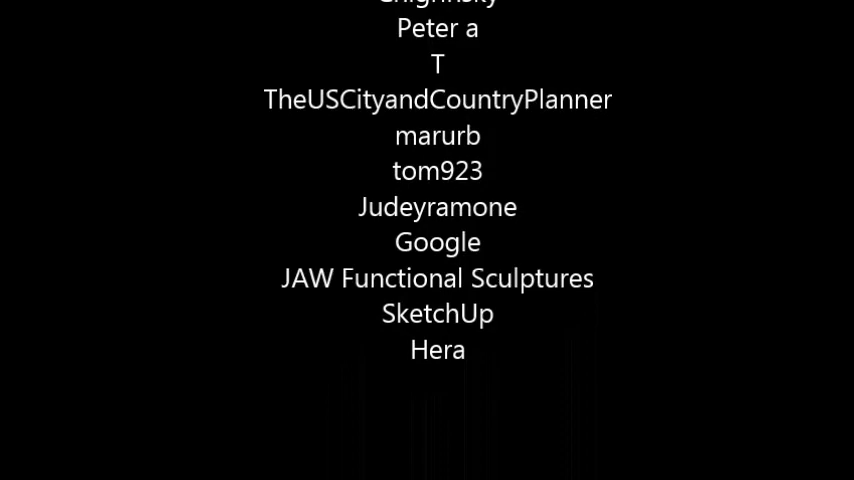 Peter a
T
TheUSCityandCountryPlanner
marurb
tom923
Judeyramone
Google
JAW Functional Sculptures
SketchUp
Hera